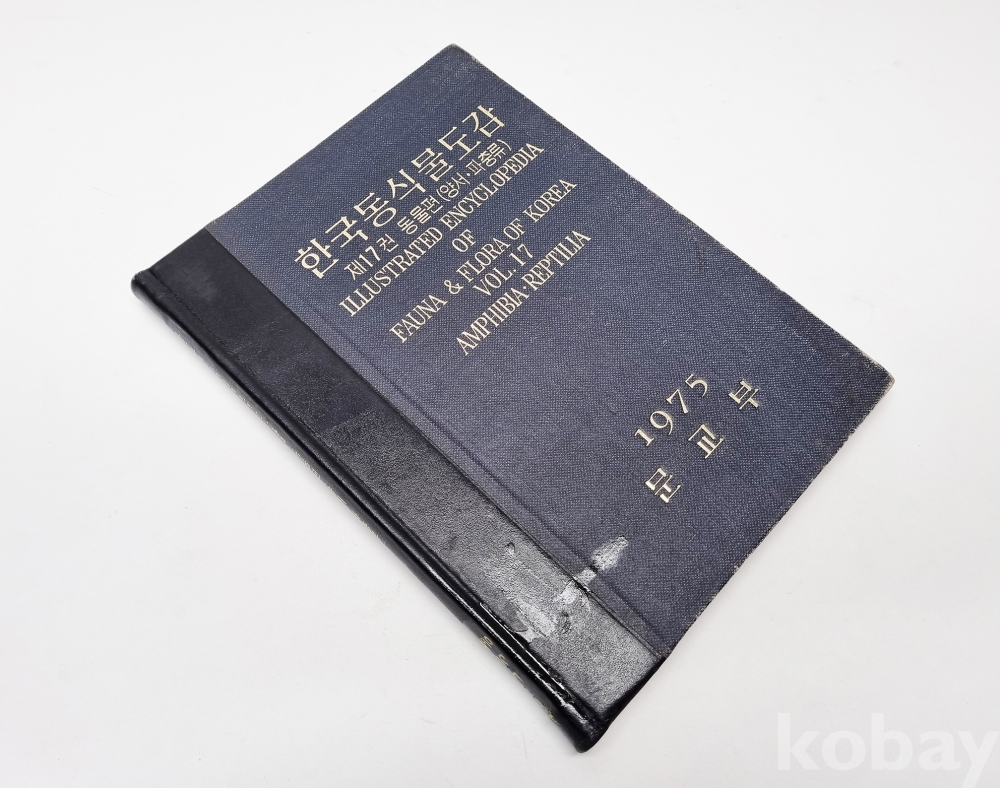 한국동식물도감
제17권 동물편 (양서·파충류)
ILLUSTRATED ENCYCLOPEDIA
OF
FAUNA & FLORA OF KOREA
VOL. 17
AMPHIBIA·REPTILIA
1975
문교부
kobay